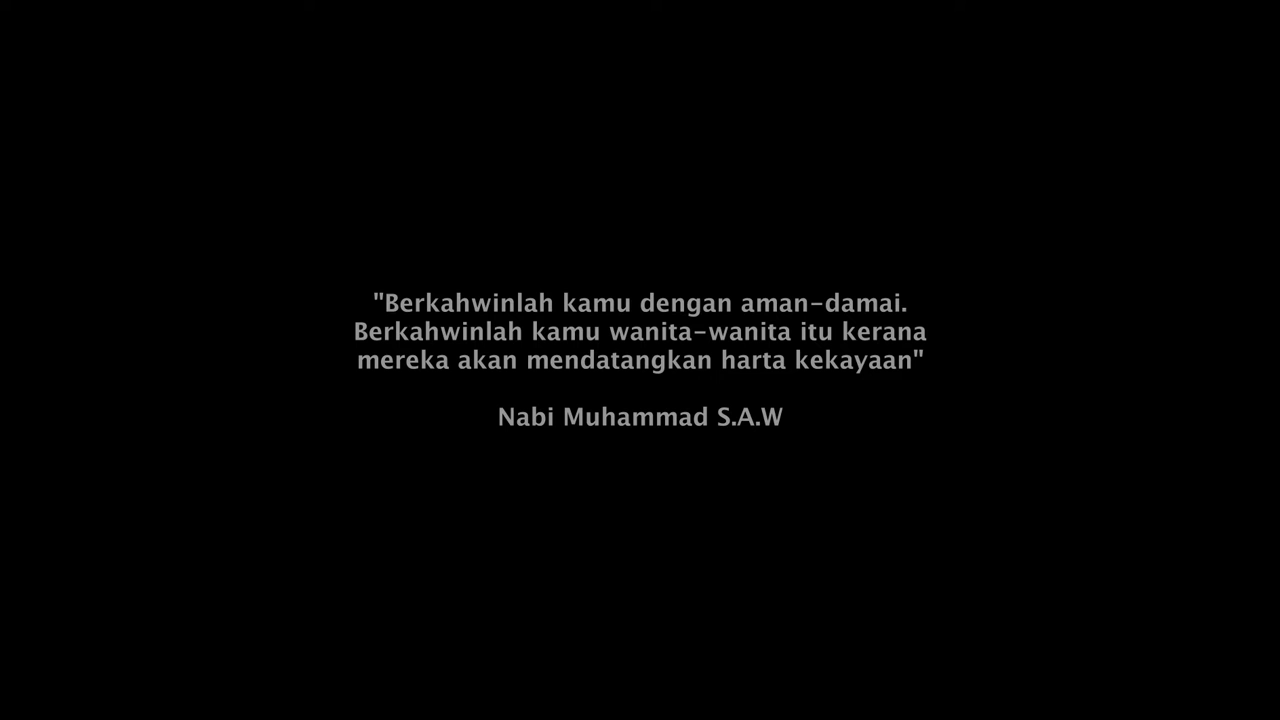 "Berkahwinlah kamu dengan aman-damai.
Berkahwinlah kamu wanita-wanita itu kerana
mereka akan mendatangkan harta kekayaan"
Nabi Muhammad S.A.W